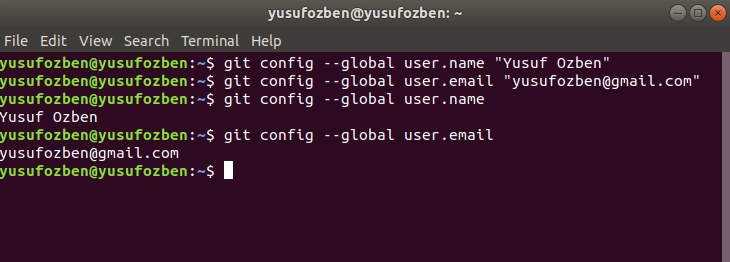 yusufozben@yusufozben: ~
File Edit View Search Terminal Help
yusufozben@yusufozben:~$ git config --global user.name "Yusuf Ozben"
yusufozben@yusufozben:~$ git config --global user.email "yusufozben@gmail.com"
yusufozben@yusufozben:~$ git config --global user.name
Yusuf Ozben
yusufozben@yusufozben:~$ git config --global user.email
yusufozben@gmail.com
yusufozben@yusufozben:~$